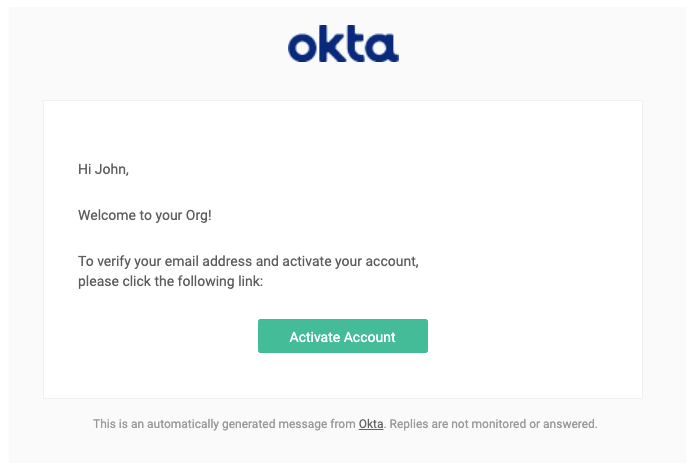 okta
Hi John,
Welcome to your Org!
To verify your email address and activate your account,
please click the following link:
Activate Account
This is an automatically generated message from Okta. Replies are not monitored or answered.